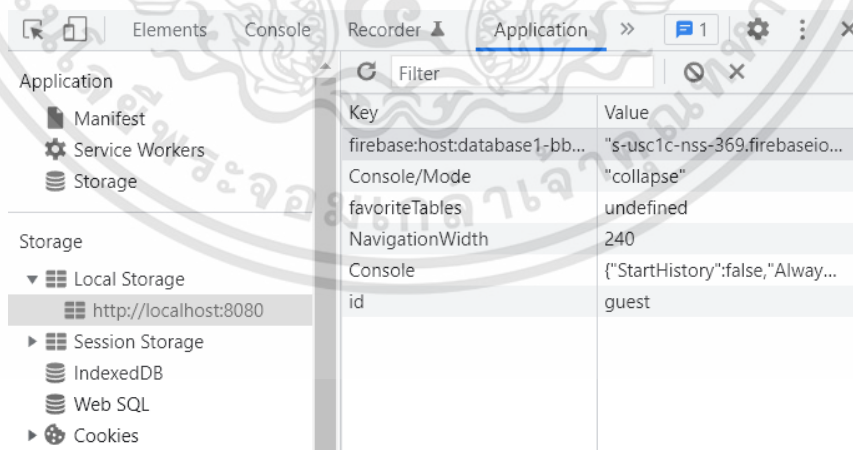 Elements Console Recorder Application » 1
Application
Manifest
Service Workers
Storage
Storage
Local Storage
http://localhost:8080
Session Storage
IndexedDB
Web SQL
Cookies
Filter
Key Value
firebase:host:database1-bb... "s-usc1c-nss-369.firebaseio...
Console/Mode "collapse"
favoriteTables undefined
NavigationWidth 240
Console {"StartHistory":false,"Alway...
id guest